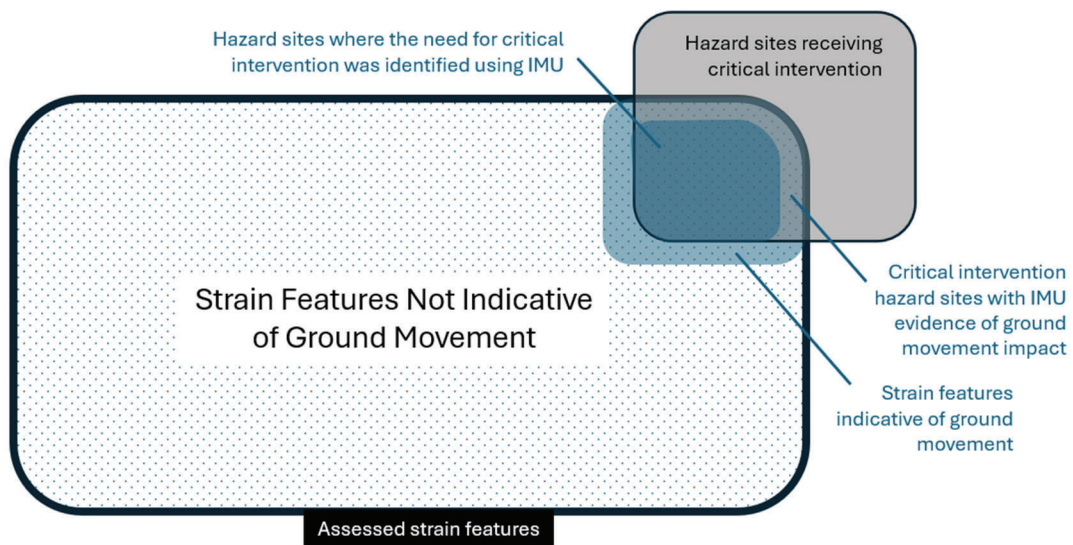 Hazard sites where the need for critical
intervention was identified using IMU
Hazard sites receiving
critical intervention
Strain Features Not Indicative
of Ground Movement
Critical intervention
hazard sites with IMU
evidence of ground
movement impact
Strain features
indicative of ground
movement
Assessed strain features